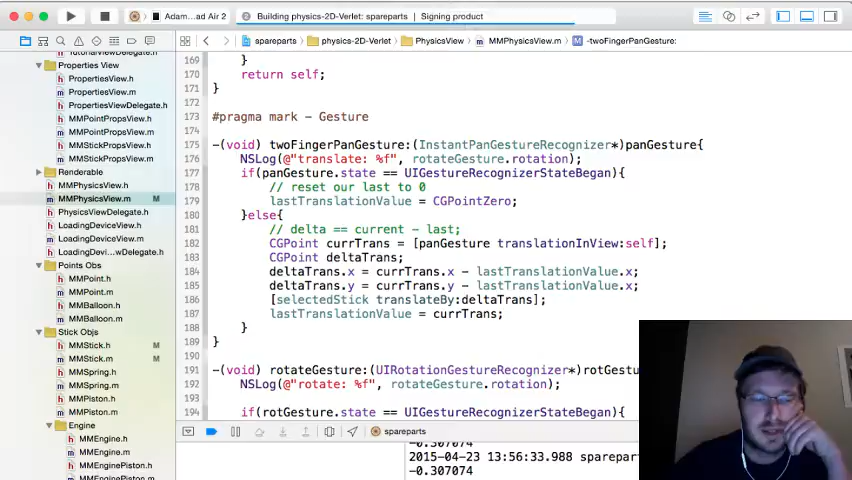 Adam...ad Air 2
Building physics-2-Verlet: spareparts | Signing product
spareparts
physics-2-Verlet
PhysicsView
MMPhysicsView.m
M -twoFingerPanGesture:
Properties View
PropertiesView.h
PropertiesView.m
PropertiesViewDelegate.h
MMPointPropsView.h
MMPointPropsView.m
MMStickPropsView.h
MMStickPropsView.m
Renderable
MMPhysicsView.h
MMPhysicsView.m M
PhysicsViewDelegate.h
LoadingDeviceView.h
LoadingDeviceView.m
LoadingDevi...wDelegate.h
Points Obs
MMPoint.h
MMPoint.m
MMBalloon.h
MMBalloon.m
Stick Objs
MMStick.h M
MMStick.m M
MMSpring.h
MMSpring.m
MMPiston.h
MMPiston.m
Engine
MMEngine.h
MMEngine.m
MMEnginePiston.h
MMEnginePiston.m
169 }
170 return self;
171 }
172
173 #pragma mark - Gesture
174
175 -(void) twoFingerPanGesture:(InstantPanGestureRecognizer*)panGesture{
176 NSLog(@"translate: %f", rotateGesture.rotation);
177 if(panGesture.state == UIGestureRecognizerStateBegan){
178 // reset our last to 0
179 lastTranslationValue = CGPointZero;
180 }else{
181 // delta == current - last;
182 CGPoint currTrans = [panGesture translationInView:self];
183 CGPoint deltaTrans;
184 deltaTrans.x = currTrans.x - lastTranslationValue.x;
185 deltaTrans.y = currTrans.y - lastTranslationValue.y;
186 [selectedStick translateBy:deltaTrans];
187 lastTranslationValue = currTrans;
188 }
189 }
190
191 -(void) rotateGesture:(UIRotationGestureRecognizer*)rotGestu
192 NSLog(@"rotate: %f", rotateGesture.rotation);
194 if(rotGesture.state == UIGestureRecognizerStateBegan){
spareparts
-0.307074
2015-04-23 13:56:33.988 sparepart
-0.307074